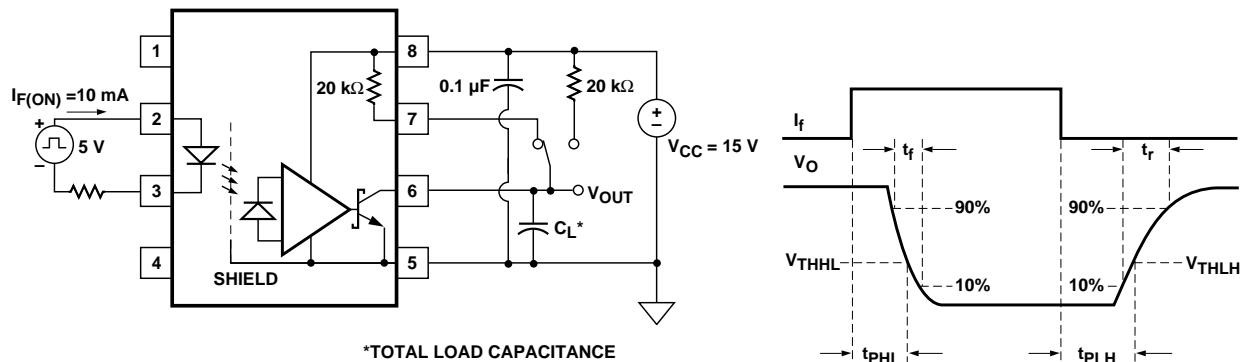 1
2
3
4
8
7
6
5
I_F(ON) =10 mA
+
5 V
−
SHIELD
20 kΩ
0.1 µF
20 kΩ
+
−
V_CC = 15 V
V_OUT
C_L*
*TOTAL LOAD CAPACITANCE
I_f
V_O
t_f
t_r
90%
90%
V_THHL
V_THLH
10%
10%
t_PHL
t_PLH